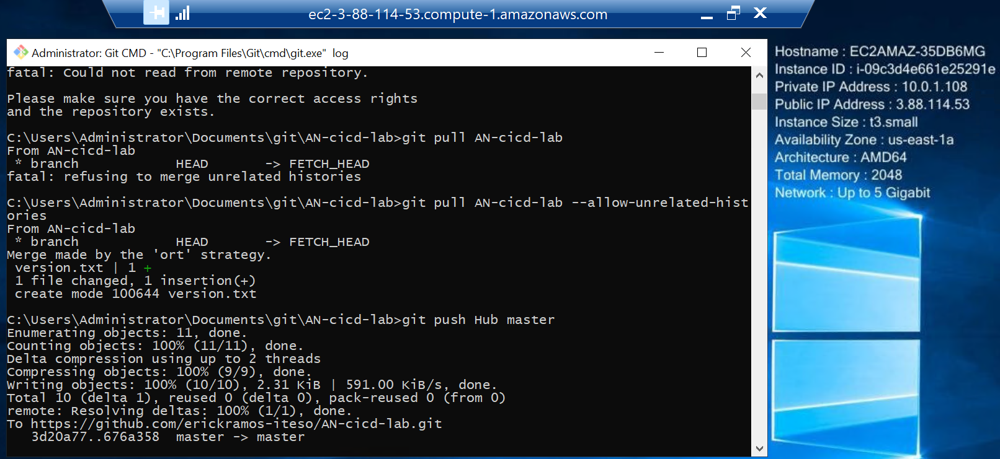 ec2-3-88-114-53.compute-1.amazonaws.com
Administrator: Git CMD - "C:\Program Files\Git\cmd\git.exe"  log
fatal: Could not read from remote repository.
Please make sure you have the correct access rights
and the repository exists.
C:\Users\Administrator\Documents\git\AN-cicd-lab>git pull AN-cicd-lab
From AN-cicd-lab
 * branch            HEAD       -> FETCH_HEAD
fatal: refusing to merge unrelated histories
C:\Users\Administrator\Documents\git\AN-cicd-lab>git pull AN-cicd-lab --allow-unrelated-hist
ories
From AN-cicd-lab
 * branch            HEAD       -> FETCH_HEAD
Merge made by the 'ort' strategy.
 version.txt | 1 +
 1 file changed, 1 insertion(+)
 create mode 100644 version.txt
C:\Users\Administrator\Documents\git\AN-cicd-lab>git push Hub master
Enumerating objects: 11, done.
Counting objects: 100% (11/11), done.
Delta compression using up to 2 threads
Compressing objects: 100% (9/9), done.
Writing objects: 100% (10/10), 2.31 KiB | 591.00 KiB/s, done.
Total 10 (delta 1), reused 0 (delta 0), pack-reused 0 (from 0)
remote: Resolving deltas: 100% (1/1), done.
To https://github.com/erickramos-iteso/AN-cicd-lab.git
   3d20a77..676a358  master -> master
Hostname : EC2AMAZ-35DB6MG
Instance ID : i-09c3d4e661e25291e
Private IP Address : 10.0.1.108
Public IP Address : 3.88.114.53
Instance Size : t3.small
Availability Zone : us-east-1a
Architecture : AMD64
Total Memory : 2048
Network : Up to 5 Gigabit